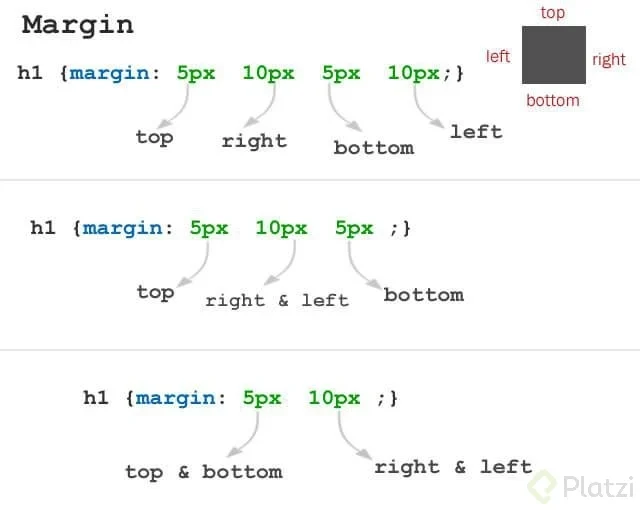 Margin
top
left
right
bottom
h1 {margin: 5px 10px 5px 10px;}
top right bottom left
h1 {margin: 5px 10px 5px ;}
top right & left bottom
h1 {margin: 5px 10px ;}
top & bottom right & left
Platzi